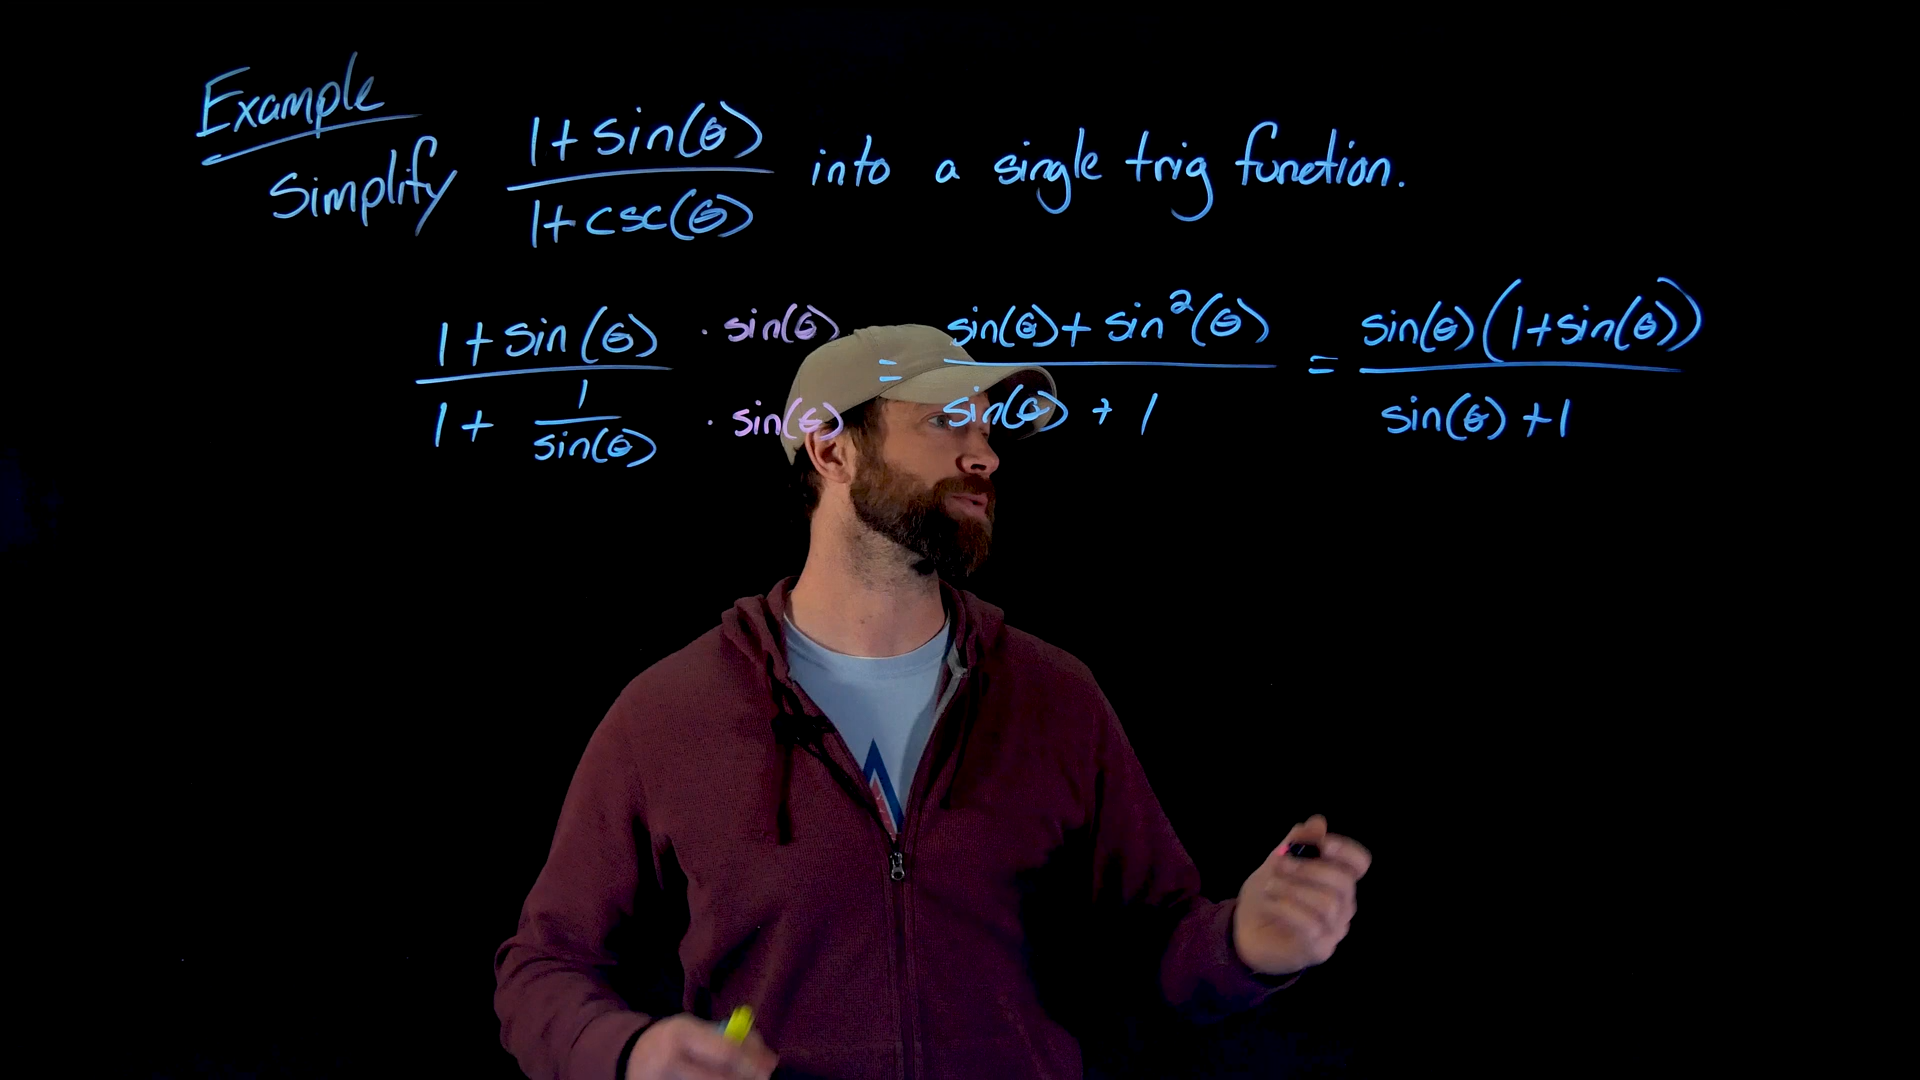 Example
Simplify (1+sin(θ))/(1+csc(θ)) into a single trig function.
(1+sin(θ))/(1+ 1/sin(θ)) · sin(θ)/· sin(θ) = (sin(θ)+sin²(θ))/(sin(θ)+1) = (sin(θ)(1+sin(θ)))/(sin(θ)+1)